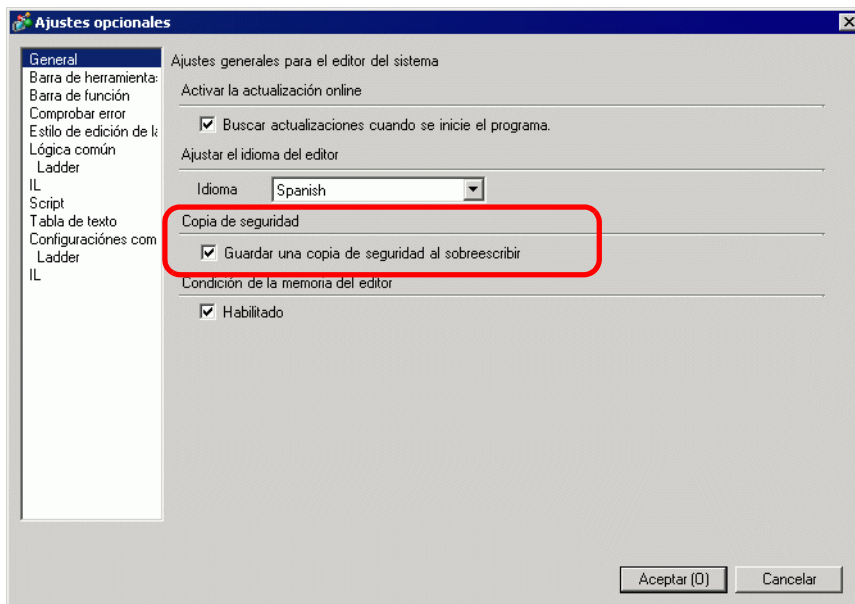 Ajustes opcionales
General
Barra de herramienta:
Barra de función
Comprobar error
Estilo de edición de la
Lógica común
Ladder
IL
Script
Tabla de texto
Configuraciónes com
Ladder
IL
Ajustes generales para el editor del sistema
Activar la actualización online
Buscar actualizaciones cuando se inicie el programa.
Ajustar el idioma del editor
Idioma Spanish
Copia de seguridad
Guardar una copia de seguridad al sobreescribir
Condición de la memoria del editor
Habilitado
Aceptar (O) Cancelar